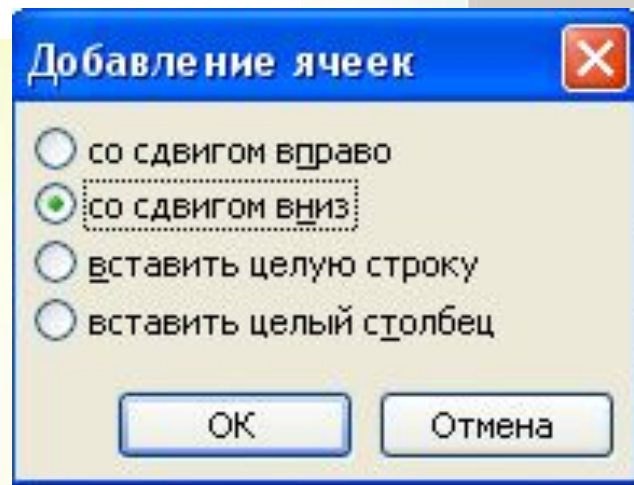 Добавление ячеек
со сдвигом вправо
со сдвигом вниз
вставить целую строку
вставить целый столбец
ОК
Отмена